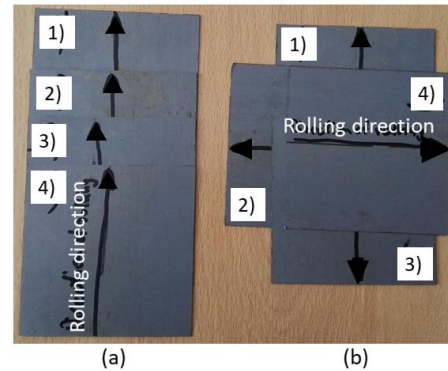 1)
2)
3)
4)
Rolling direction
(a)
1)
4)
Rolling direction
2)
3)
(b)